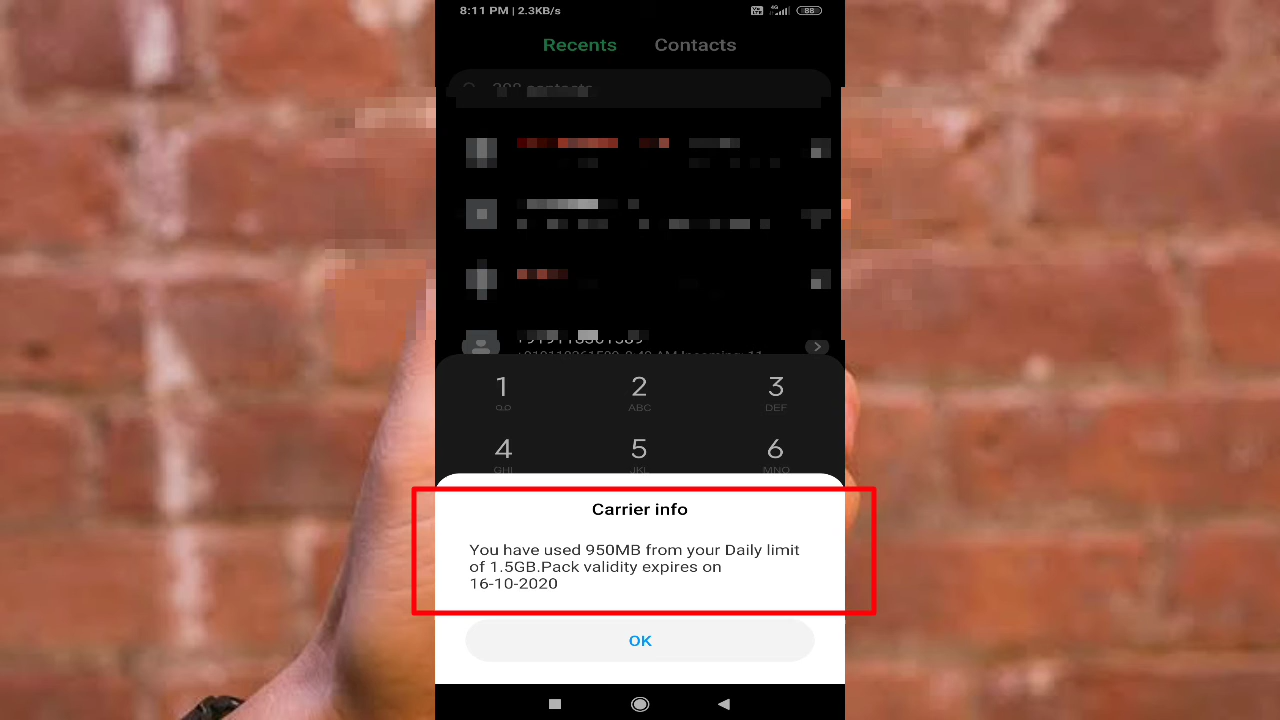 8:11 PM | 2.3KB/s
88
Recents Contacts
1 2 3
ABC DEF
4 5 6
GHI JKL MNO
Carrier info
You have used 950MB from your Daily limit
of 1.5GB.Pack validity expires on
16-10-2020
OK